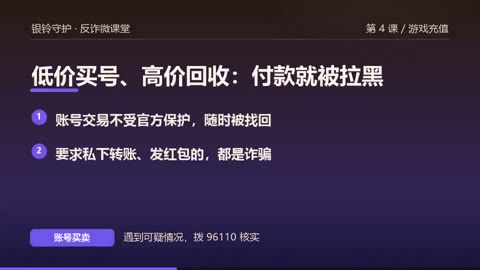 银铃守护 · 反诈微课堂
第 4 课 / 游戏充值
低价买号、高价回收：付款就被拉黑
1 账号交易不受官方保护，随时被找回
2 要求私下转账、发红包的，都是诈骗
账号买卖 遇到可疑情况，拨 96110 核实